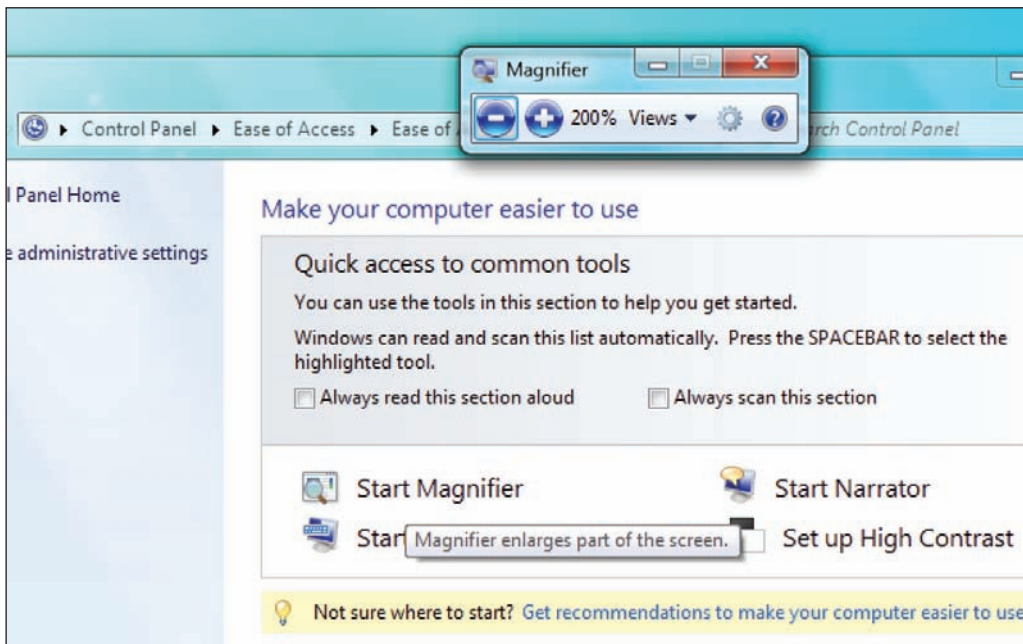 Magnifier
200% Views
Control Panel Ease of Access Ease of
Control Panel
Panel Home
Make your computer easier to use
administrative settings
Quick access to common tools
You can use the tools in this section to help you get started.
Windows can read and scan this list automatically. Press the SPACEBAR to select the
highlighted tool.
Always read this section aloud
Always scan this section
Start Magnifier
Start Narrator
Start
Magnifier enlarges part of the screen.
Set up High Contrast
Not sure where to start? Get recommendations to make your computer easier to use